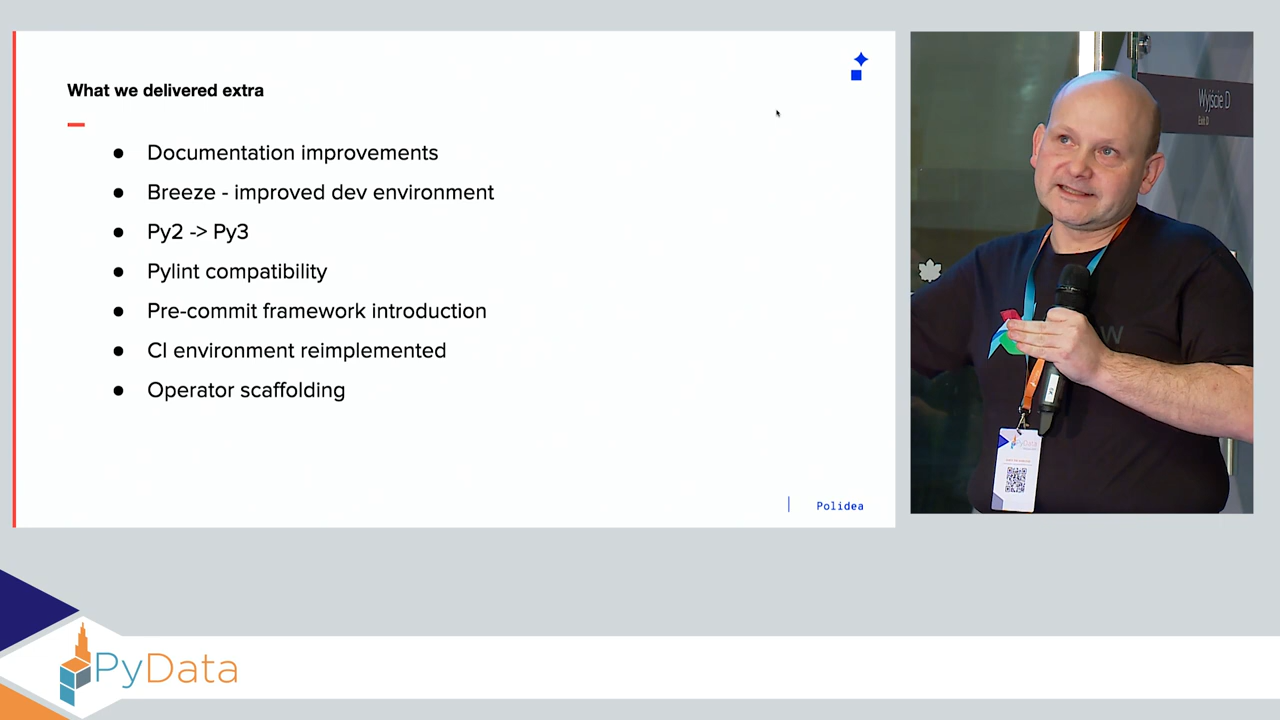 What we delivered extra
● Documentation improvements
● Breeze - improved dev environment
● Py2 -> Py3
● Pylint compatibility
● Pre-commit framework introduction
● CI environment reimplemented
● Operator scaffolding
Polidea
Wyjście D
Exit D
W
PyData
PyData